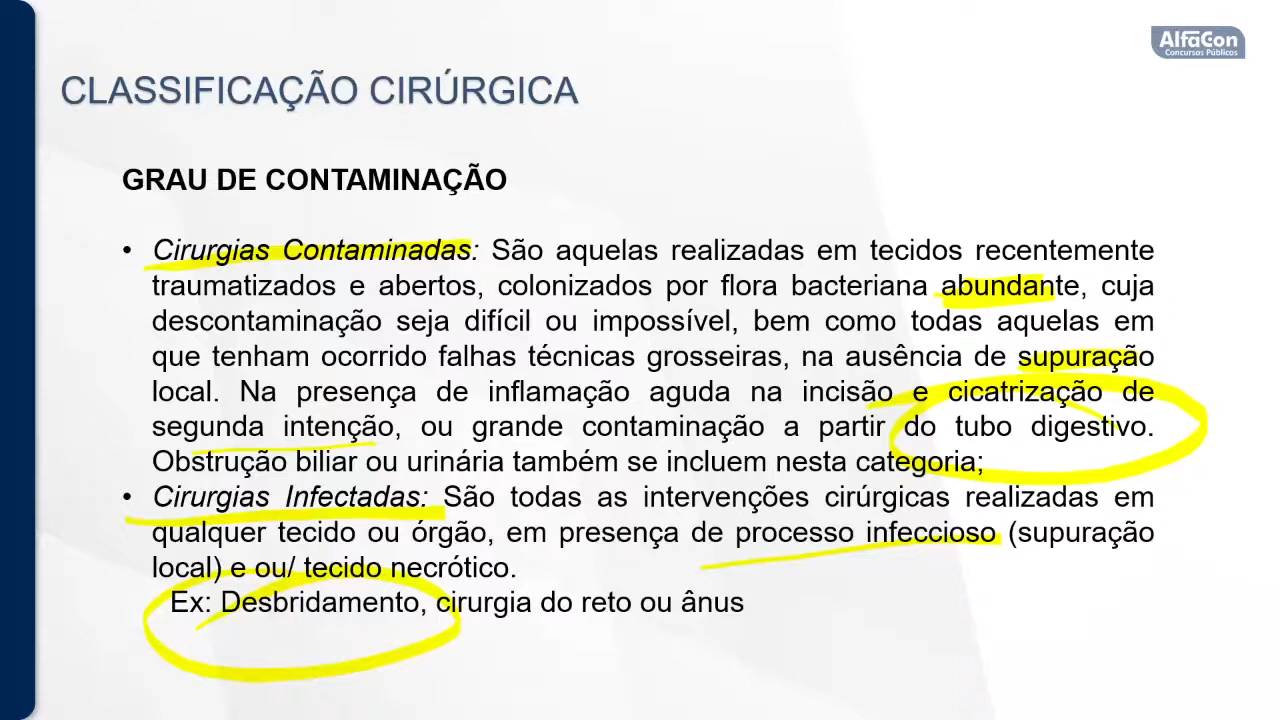 AlfaCon
Concursos Públicos
CLASSIFICAÇÃO CIRÚRGICA
GRAU DE CONTAMINAÇÃO
• Cirurgias Contaminadas: São aquelas realizadas em tecidos recentemente
traumatizados e abertos, colonizados por flora bacteriana abundante, cuja
descontaminação seja difícil ou impossível, bem como todas aquelas em
que tenham ocorrido falhas técnicas grosseiras, na ausência de supuração
local. Na presença de inflamação aguda na incisão e cicatrização de
segunda intenção, ou grande contaminação a partir do tubo digestivo.
Obstrução biliar ou urinária também se incluem nesta categoria;
• Cirurgias Infectadas: São todas as intervenções cirúrgicas realizadas em
qualquer tecido ou órgão, em presença de processo infeccioso (supuração
local) e ou/ tecido necrótico.
Ex: Desbridamento, cirurgia do reto ou ânus